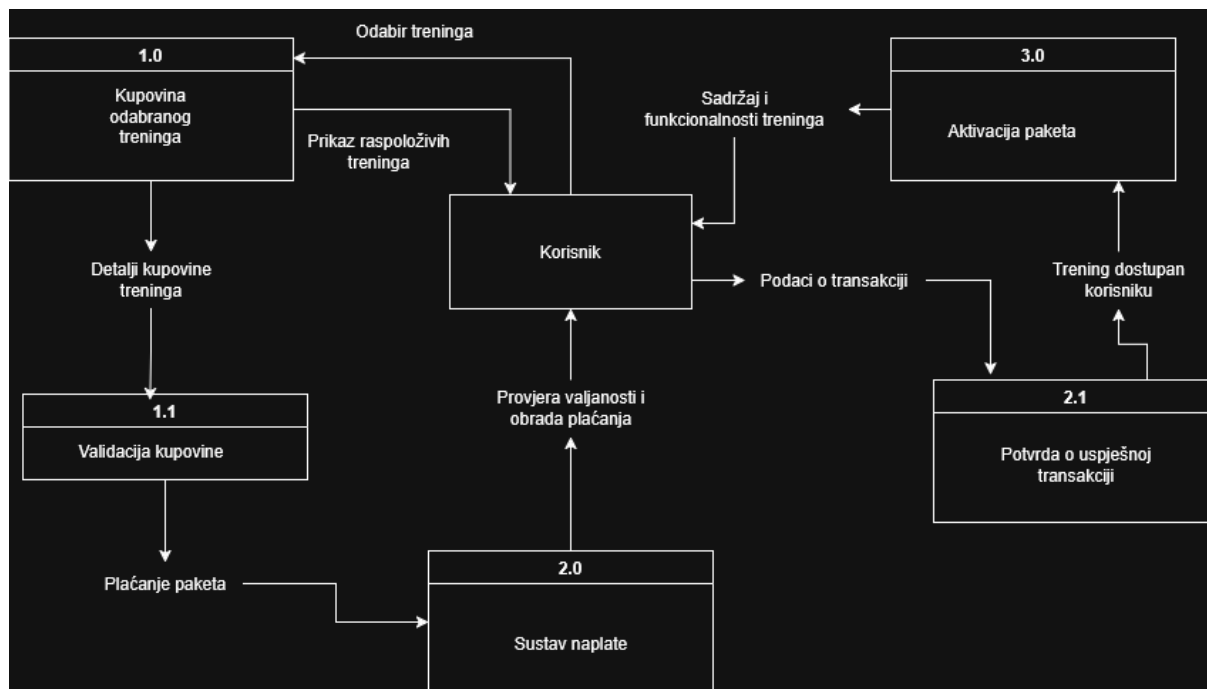 Odabir treninga
1.0
Kupovina
odabranog
treninga
Prikaz raspoloživih
treninga
3.0
Aktivacija paketa
Sadržaj i
funkcionalnosti treninga
Korisnik
Detalji kupovine
treninga
Podaci o transakciji
Trening dostupan
korisniku
1.1
Validacija kupovine
Provjera valjanosti i
obrada plaćanja
2.1
Potvrda o uspješnoj
transakciji
Plaćanje paketa
2.0
Sustav naplate